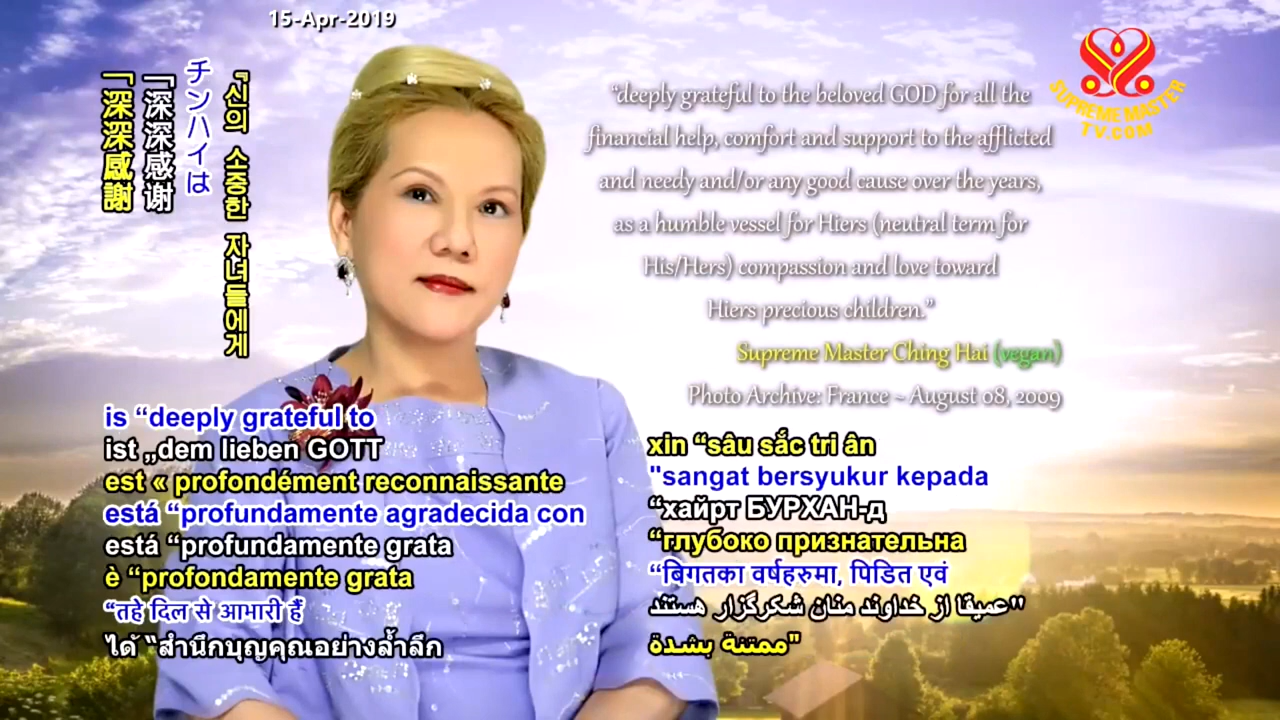 15-Apr-2019
「深深感謝
「深深感谢
チンハイは
『신의 소중한 자녀들에게
“deeply grateful to the beloved GOD for all the
financial help, comfort and support to the afflicted
and needy and/or any good cause over the years,
as a humble vessel for Hiers (neutral term for
His/Hers) compassion and love toward
Hiers precious children.”
Supreme Master Ching Hai (vegan)
Photo Archive: France ~ August 08, 2009
SUPREME MASTER
TV.COM
is “deeply grateful to
ist „dem lieben GOTT
est « profondément reconnaissante
está “profundamente agradecida con
está “profundamente grata
è “profondamente grata
“तहे दिल से आभारी हैं
ได้ “สำนึกบุญคุณอย่างล้ำลึก
xin “sâu sắc tri ân
"sangat bersyukur kepada
“хайрт БУРХАН-д
“глубоко признательна
“बिगतका वर्षहरुमा, पिडित एवं
"عمیقا از خداوند منان شکرگزار هستند
"ممتنة بشدة